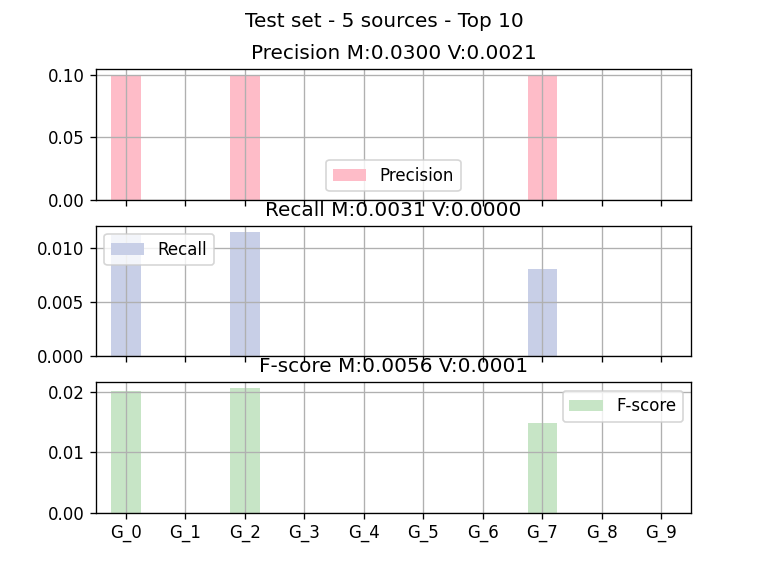 Test set - 5 sources - Top 10
Precision M:0.0300 V:0.0021
0.10
0.05
0.00
Precision
Recall M:0.0031 V:0.0000
0.010
0.005
0.000
Recall
F-score M:0.0056 V:0.0001
0.02
0.01
0.00
F-score
G_0 G_1 G_2 G_3 G_4 G_5 G_6 G_7 G_8 G_9